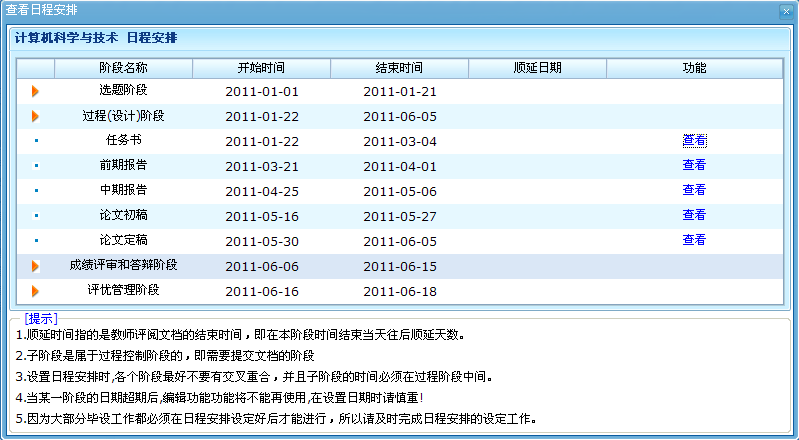 查看日程安排
计算机科学与技术 日程安排
阶段名称 开始时间 结束时间 顺延日期 功能
选题阶段 2011-01-01 2011-01-21
过程(设计)阶段 2011-01-22 2011-06-05
任务书 2011-01-22 2011-03-04 查看
前期报告 2011-03-21 2011-04-01 查看
中期报告 2011-04-25 2011-05-06 查看
论文初稿 2011-05-16 2011-05-27 查看
论文定稿 2011-05-30 2011-06-05 查看
成绩评审和答辩阶段 2011-06-06 2011-06-15
评优管理阶段 2011-06-16 2011-06-18
[提示]
1.顺延时间指的是教师评阅文档的结束时间，即在本阶段时间结束当天往后顺延天数。
2.子阶段是属于过程控制阶段的，即需要提交文档的阶段
3.设置日程安排时,各个阶段最好不要有交叉重合，并且子阶段的时间必须在过程阶段中间。
4.当某一阶段的日期超期后,编辑功能功能将不能再使用,在设置日期时请慎重!
5.因为大部分毕设工作都必须在日程安排设定好后才能进行，所以请及时完成日程安排的设定工作。